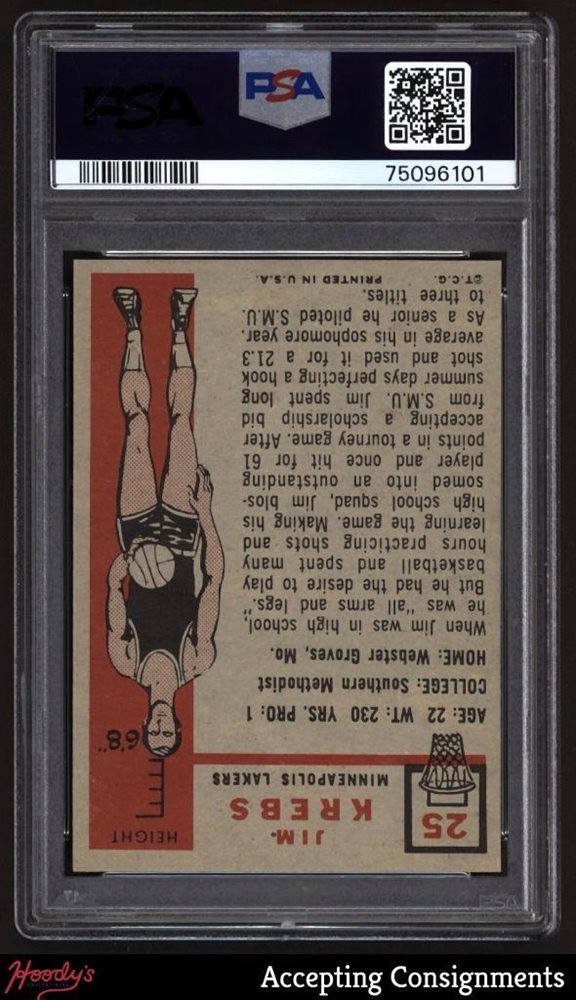 PSA
PSA
75096101
25
JIM
KREBS
MINNEAPOLIS LAKERS
AGE: 22 WT: 230 YRS. PRO: 1
COLLEGE: Southern Methodist
HOME: Webster Groves, Mo.
When Jim was in high school,
he was "all arms and legs."
But he had the desire to play
basketball and spent many
hours practicing shots and
learning the game. Making his
high school squad, Jim blos-
somed into an outstanding
player and once hit for 61
points in a tourney game. After
accepting a scholarship bid
from S.M.U. Jim spent long
summer days perfecting a hook
shot and used it for a 21.3
average in his sophomore year.
As a senior he piloted S.M.U.
to three titles.
©T.C.G. PRINTED IN U.S.A.
HEIGHT
6'8"
PSA
Hoody's
COLLECTIBLES
Accepting Consignments